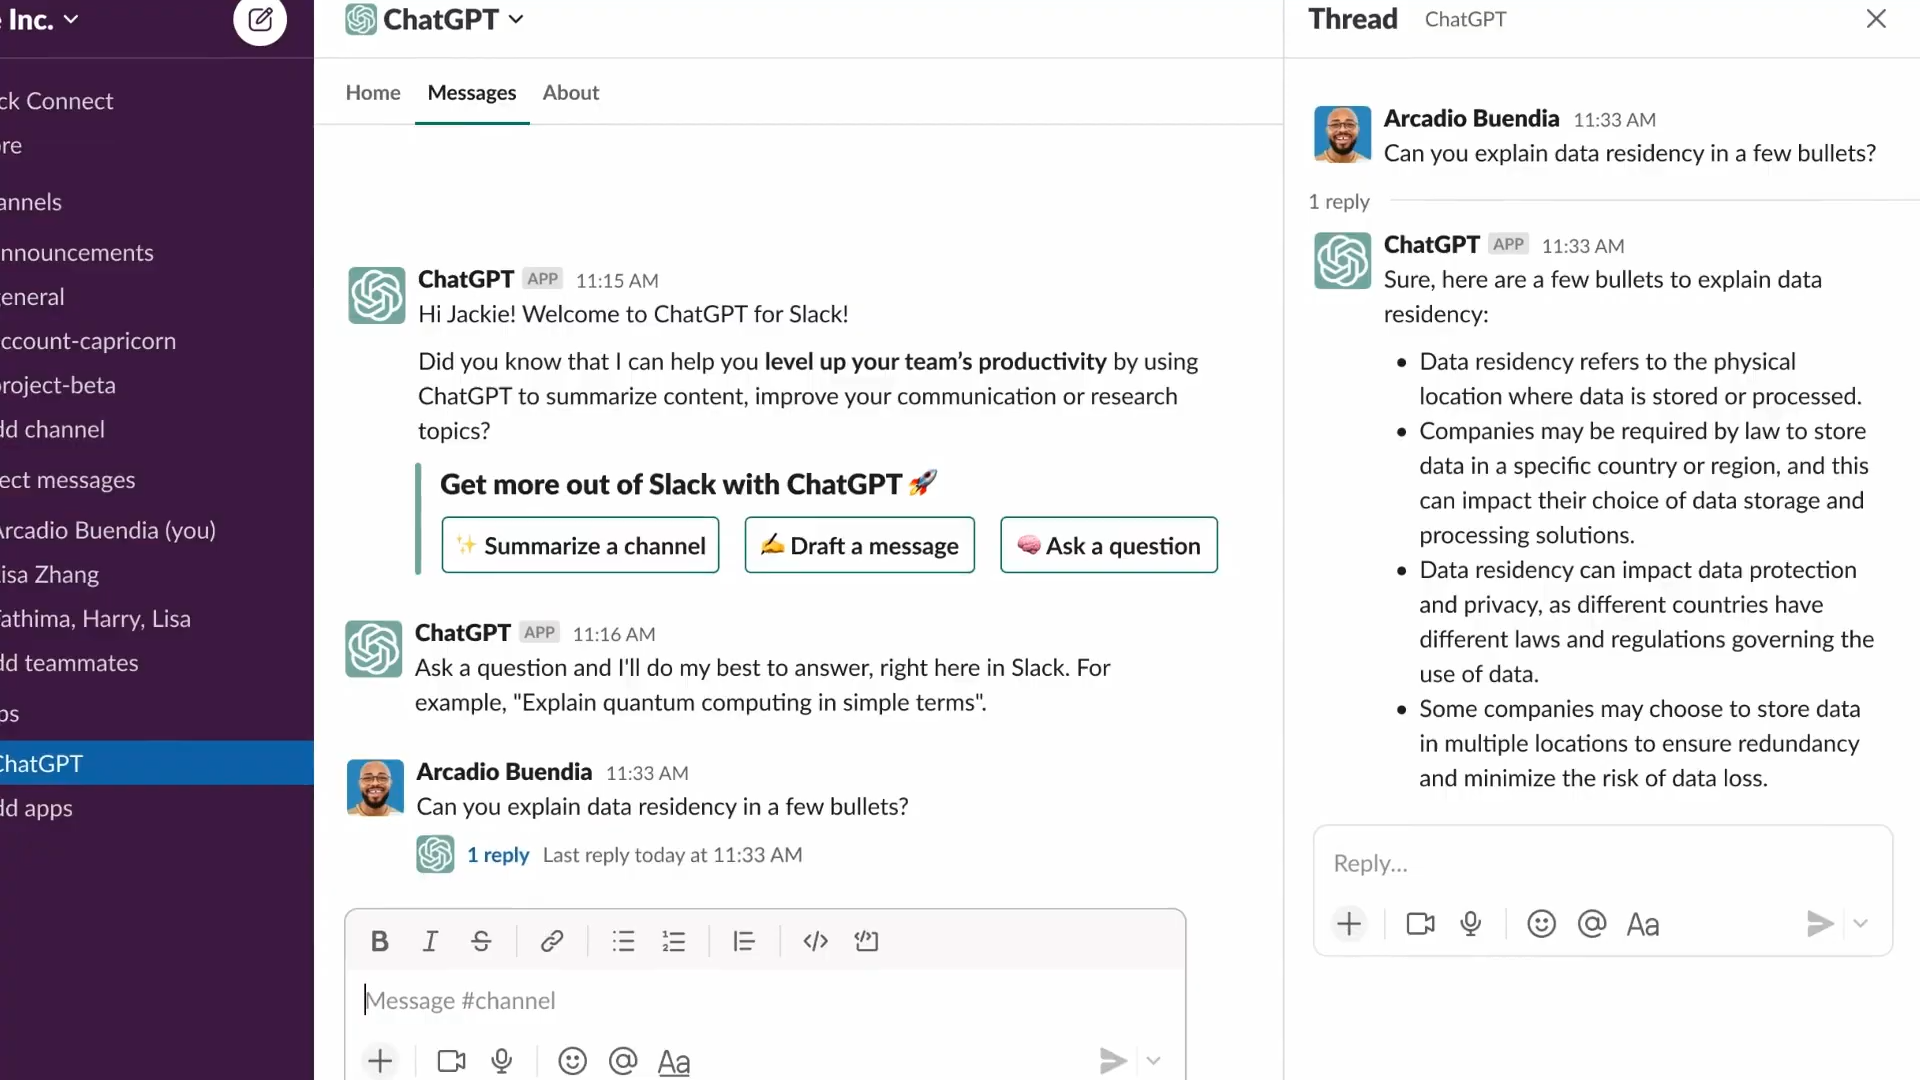 Inc.
ck Connect
re
annels
nnouncements
eneral
ccount-capricorn
roject-beta
dd channel
ect messages
Arcadio Buendia (you)
isa Zhang
Fathima, Harry, Lisa
dd teammates
ps
ChatGPT
dd apps
ChatGPT
Home Messages About
ChatGPT APP 11:15 AM
Hi Jackie! Welcome to ChatGPT for Slack!
Did you know that I can help you level up your team’s productivity by using
ChatGPT to summarize content, improve your communication or research
topics?
Get more out of Slack with ChatGPT 🚀
✨ Summarize a channel ✍️ Draft a message 🧠 Ask a question
ChatGPT APP 11:16 AM
Ask a question and I'll do my best to answer, right here in Slack. For
example, "Explain quantum computing in simple terms".
Arcadio Buendia 11:33 AM
Can you explain data residency in a few bullets?
1 reply Last reply today at 11:33 AM
Message #channel
Aa
Thread ChatGPT
Arcadio Buendia 11:33 AM
Can you explain data residency in a few bullets?
1 reply
ChatGPT APP 11:33 AM
Sure, here are a few bullets to explain data
residency:
• Data residency refers to the physical
location where data is stored or processed.
• Companies may be required by law to store
data in a specific country or region, and this
can impact their choice of data storage and
processing solutions.
• Data residency can impact data protection
and privacy, as different countries have
different laws and regulations governing the
use of data.
• Some companies may choose to store data
in multiple locations to ensure redundancy
and minimize the risk of data loss.
Reply...
Aa